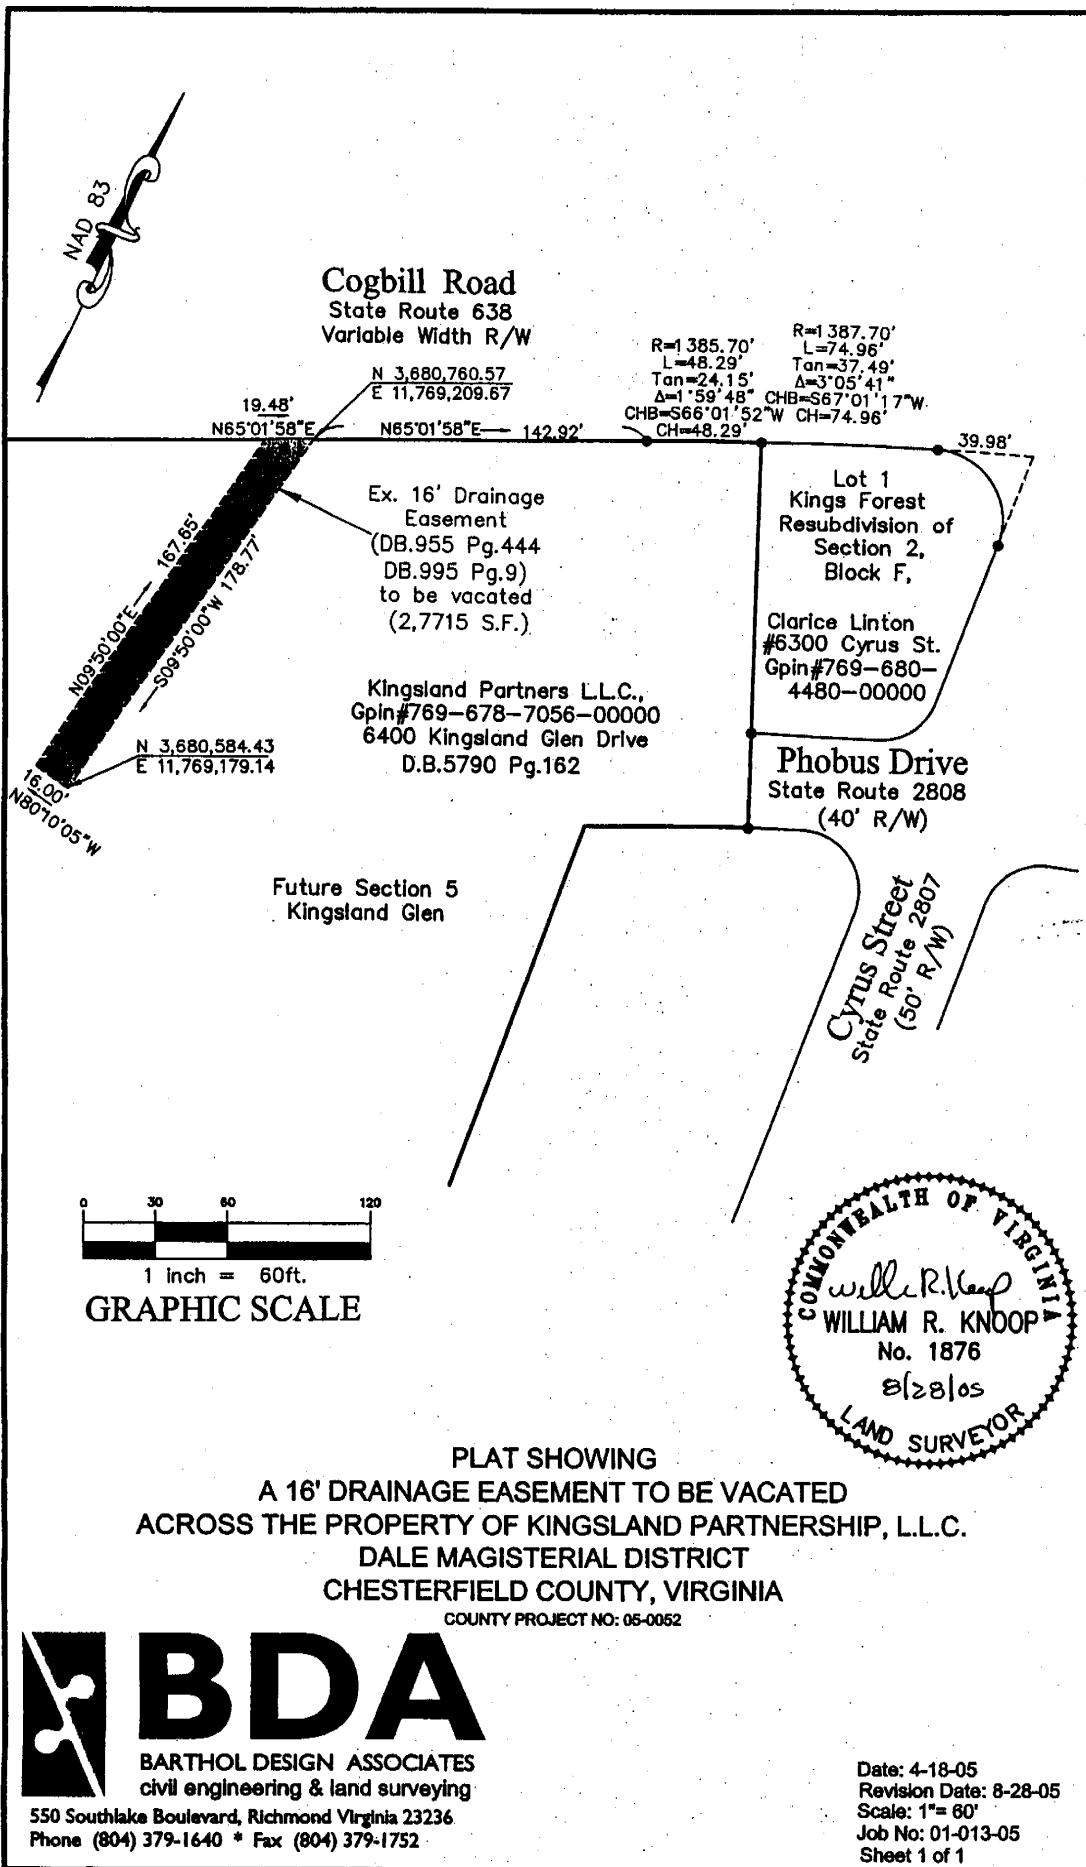 NAD 83
Cogbill Road
State Route 638
Variable Width R/W
N 3,680,760.57
E 11,769,209.67
19.48'
N65°01'58"E
N65°01'58"E
142.92'
R=1385.70'
L=48.29'
Tan=24.15'
Δ=1°59'48"
CHB=S66°01'52"W
CH=48.29'
R=1387.70'
L=74.96'
Tan=37.49'
Δ=3°05'41"
CHB=S67°01'17"W
CH=74.96'
39.98'
Lot 1
Kings Forest
Resubdivision of
Section 2,
Block F,
Clarice Linton
#6300 Cyrus St.
Gpin#769-680-
4480-00000
Ex. 16' Drainage
Easement
(DB.955 Pg.444
DB.995 Pg.9)
to be vacated
(2,7715 S.F.)
N09°50'00"E
167.65'
S09°50'00"W 178.77'
Kingsland Partners L.L.C.,
Gpin#769-678-7056-00000
6400 Kingsland Glen Drive
D.B.5790 Pg.162
N 3,680,584.43
E 11,769,179.14
16.00'
N80°10'05"W
Phobus Drive
State Route 2808
(40' R/W)
Future Section 5
Kingsland Glen
Cyrus Street
State Route 2807
(50' R/W)
0 30 60 120
1 inch = 60ft.
GRAPHIC SCALE
COMMONWEALTH OF VIRGINIA
Willi R. Knoop
WILLIAM R. KNOOP
No. 1876
8/28/05
LAND SURVEYOR
PLAT SHOWING
A 16' DRAINAGE EASEMENT TO BE VACATED
ACROSS THE PROPERTY OF KINGSLAND PARTNERSHIP, L.L.C.
DALE MAGISTERIAL DISTRICT
CHESTERFIELD COUNTY, VIRGINIA
COUNTY PROJECT NO: 05-0052
BDA
BARTHOL DESIGN ASSOCIATES
civil engineering & land surveying
550 Southlake Boulevard, Richmond Virginia 23236
Phone (804) 379-1640 * Fax (804) 379-1752
Date: 4-18-05
Revision Date: 8-28-05
Scale: 1"= 60'
Job No: 01-013-05
Sheet 1 of 1